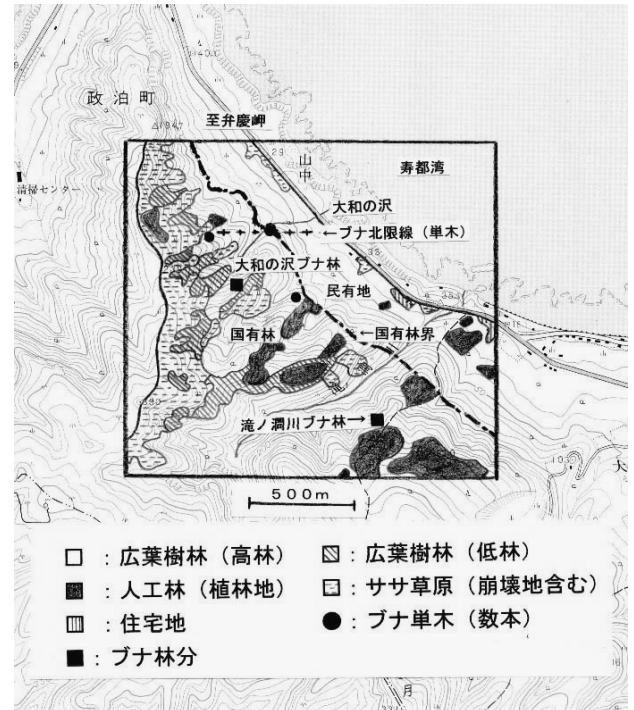 政泊町
至弁慶岬
山中
寿都湾
清掃センター
大和の沢
←ブナ北限線（単木）
大和の沢ブナ林
民有地
国有林
←国有林界
滝ノ澗川ブナ林→
大
500m
□：広葉樹林（高林）
広葉樹林（低林）
：人工林（植林地）
：ササ草原（崩壊地含む）
：住宅地
●：ブナ単木（数本）
■：ブナ林分
月